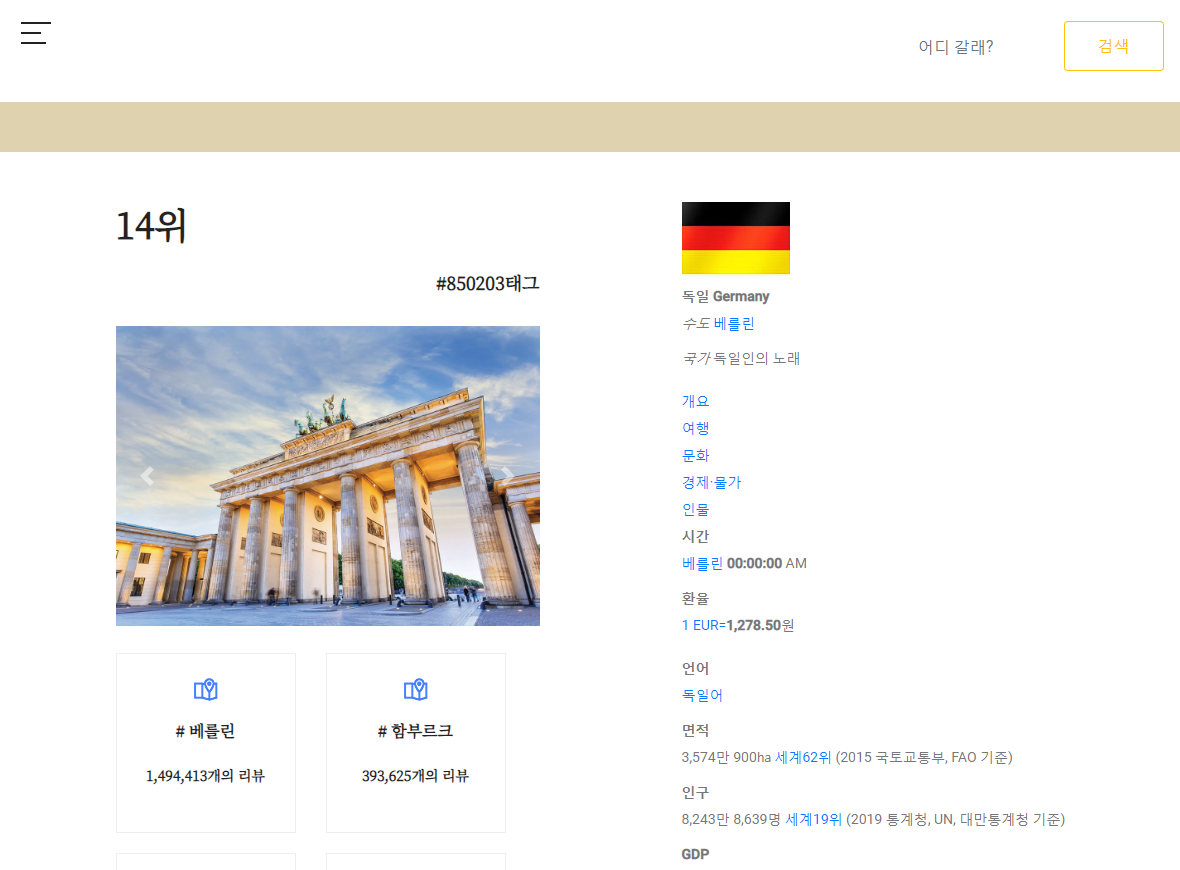 어디 갈래?
검색
14위
#850203태그
# 베를린
1,494,413개의 리뷰
# 함부르크
393,625개의 리뷰
독일 Germany
수도 베를린
국가 독일인의 노래
개요
여행
문화
경제·물가
인물
시간
베를린 00:00:00 AM
환율
1 EUR=1,278.50원
언어
독일어
면적
3,574만 900ha 세계62위 (2015 국토교통부, FAO 기준)
인구
8,243만 8,639명 세계19위 (2019 통계청, UN, 대만통계청 기준)
GDP